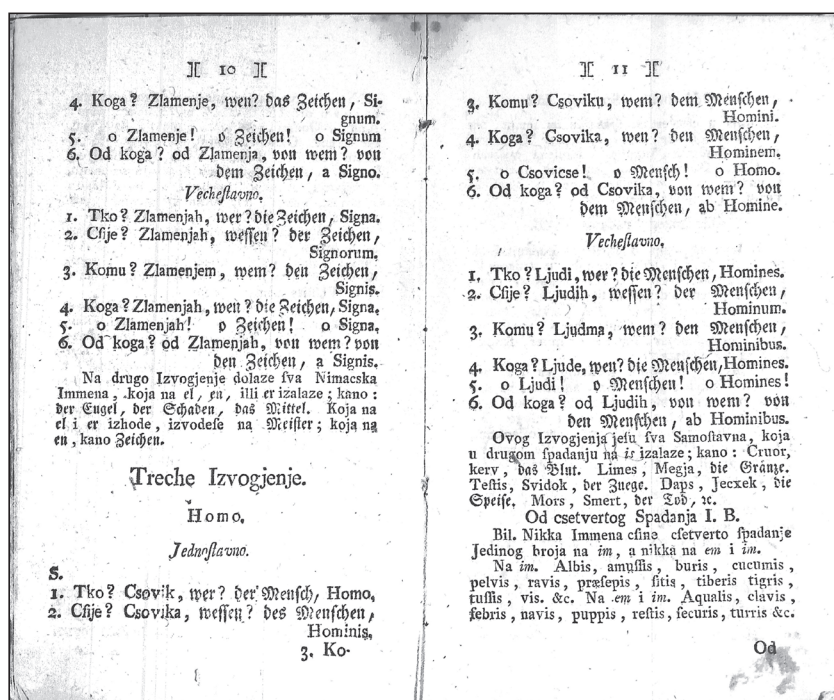 ][ 10 ][
4. Koga? Zlamenje, wen? das Zeichen, Si-
gnum.
5. o Zlamenje! o Zeichen! o Signum
6. Od koga? od Zlamenja, von wem? von
dem Zeichen, a Signo.
Vecheſtavno.
1. Tko? Zlamenjah, wer? die Zeichen, Signa.
2. Cſije? Zlamenjah, weſſen? der Zeichen,
Signorum.
3. Komu? Zlamenjem, wem? den Zeichen,
Signis.
4. Koga? Zlamenjah, wen? die Zeichen, Signa.
5. o Zlamenjah! o Zeichen! o Signa.
6. Od koga? od Zlamenjah, von wem? von
den Zeichen, a Signis.
Na drugo Izvogjenje dolaze ſva Nimacska
Immena, koja na el, en, illi er izalaze; kano:
der Engel, der Schaden, das Mittel. Koja na
el i er izhode, izvodeſe na Meiſter; koja na
en, kano Zeichen.
Treche Izvogjenje.
Homo.
Jednoſtavno.
S.
1. Tko? Csovik, wer? der Menſch, Homo.
2. Cſije? Csovika, weſſen? des Menſchen,
Hominis.
3. Ko-
][ 11 ][
3. Komu? Csoviku, wem? dem Menſchen,
Homini.
4. Koga? Csovika, wen? den Menſchen,
Hominem.
5. o Csovicse! o Menſch! o Homo.
6. Od koga? od Csovika, von wem? von
dem Menſchen, ab Homine.
Vecheſtavno.
1. Tko? Ljudi, wer? die Menſchen, Homines.
2. Cſije? Ljudih, weſſen? der Menſchen,
Hominum.
3. Komu? Ljudma, wem? den Menſchen,
Hominibus.
4. Koga? Ljude, wen? die Menſchen, Homines.
5. o Ljudi! o Menſchen! o Homines!
6. Od koga? od Ljudih, von wem? von
den Menſchen, ab Hominibus.
Ovog Izvogjenja jeſu ſva Samoſtavna, koja
u drugom ſpadanju na is izalaze; kano: Cruor,
kerv, das Blut. Limes, Megja, die Gränze.
Teſtis, Svidok, der Zuege. Daps, Jecxek, die
Speiſe. Mors, Smert, der Tod, ꝛc.
Od csetvertog Spadanja I. B.
Bil. Nikka Immena cſine cſetverto ſpadanje
Jedinog broja na im, a nikka na em i im.
Na im. Albis, amuſſis, buris, cucumis,
pelvis, ravis, præſepis, ſitis, tiberis tigris,
tuſſis, vis. &c. Na em i im. Aqualis, clavis,
febris, navis, puppis, reſtis, ſecuris, turris &c.
Od